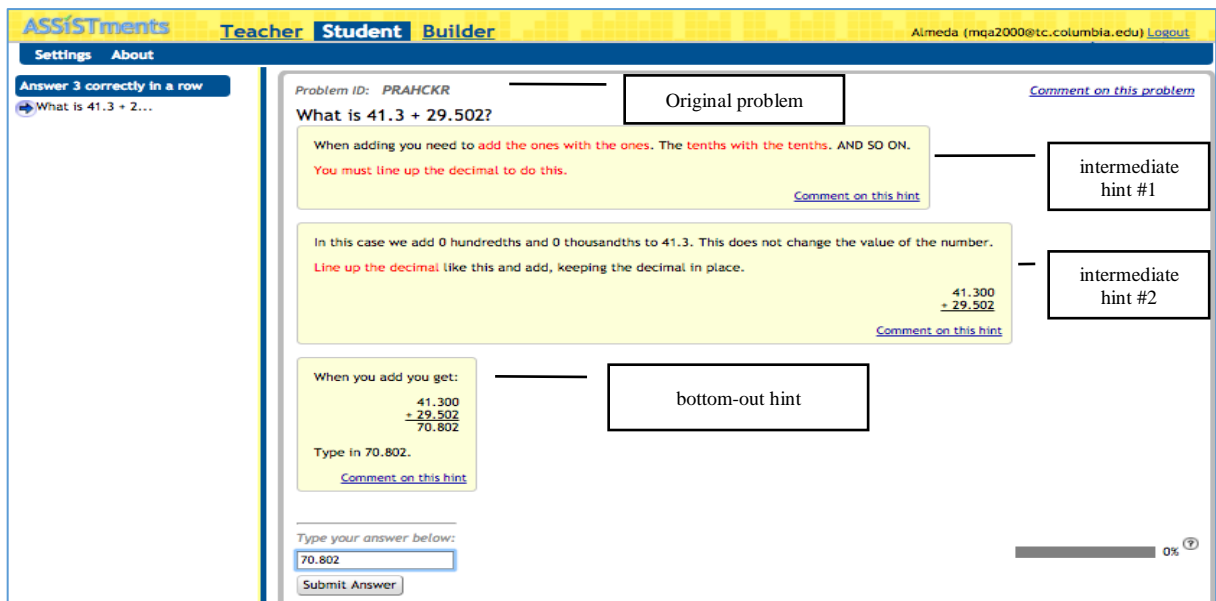 ASSiSTments Teacher Student Builder Almeda (mqa2000@tc.columbia.edu) Logout
Settings About
Answer 3 correctly in a row
What is 41.3 + 2...
Problem ID: PRAHCKR
Original problem
Comment on this problem
What is 41.3 + 29.502?
When adding you need to add the ones with the ones. The tenths with the tenths. AND SO ON.
You must line up the decimal to do this.
Comment on this hint
intermediate
hint #1
In this case we add 0 hundredths and 0 thousandths to 41.3. This does not change the value of the number.
Line up the decimal like this and add, keeping the decimal in place.
41.300
+ 29.502
Comment on this hint
intermediate
hint #2
When you add you get:
41.300
+ 29.502
70.802
Type in 70.802.
Comment on this hint
bottom-out hint
Type your answer below:
70.802
Submit Answer
0% ?